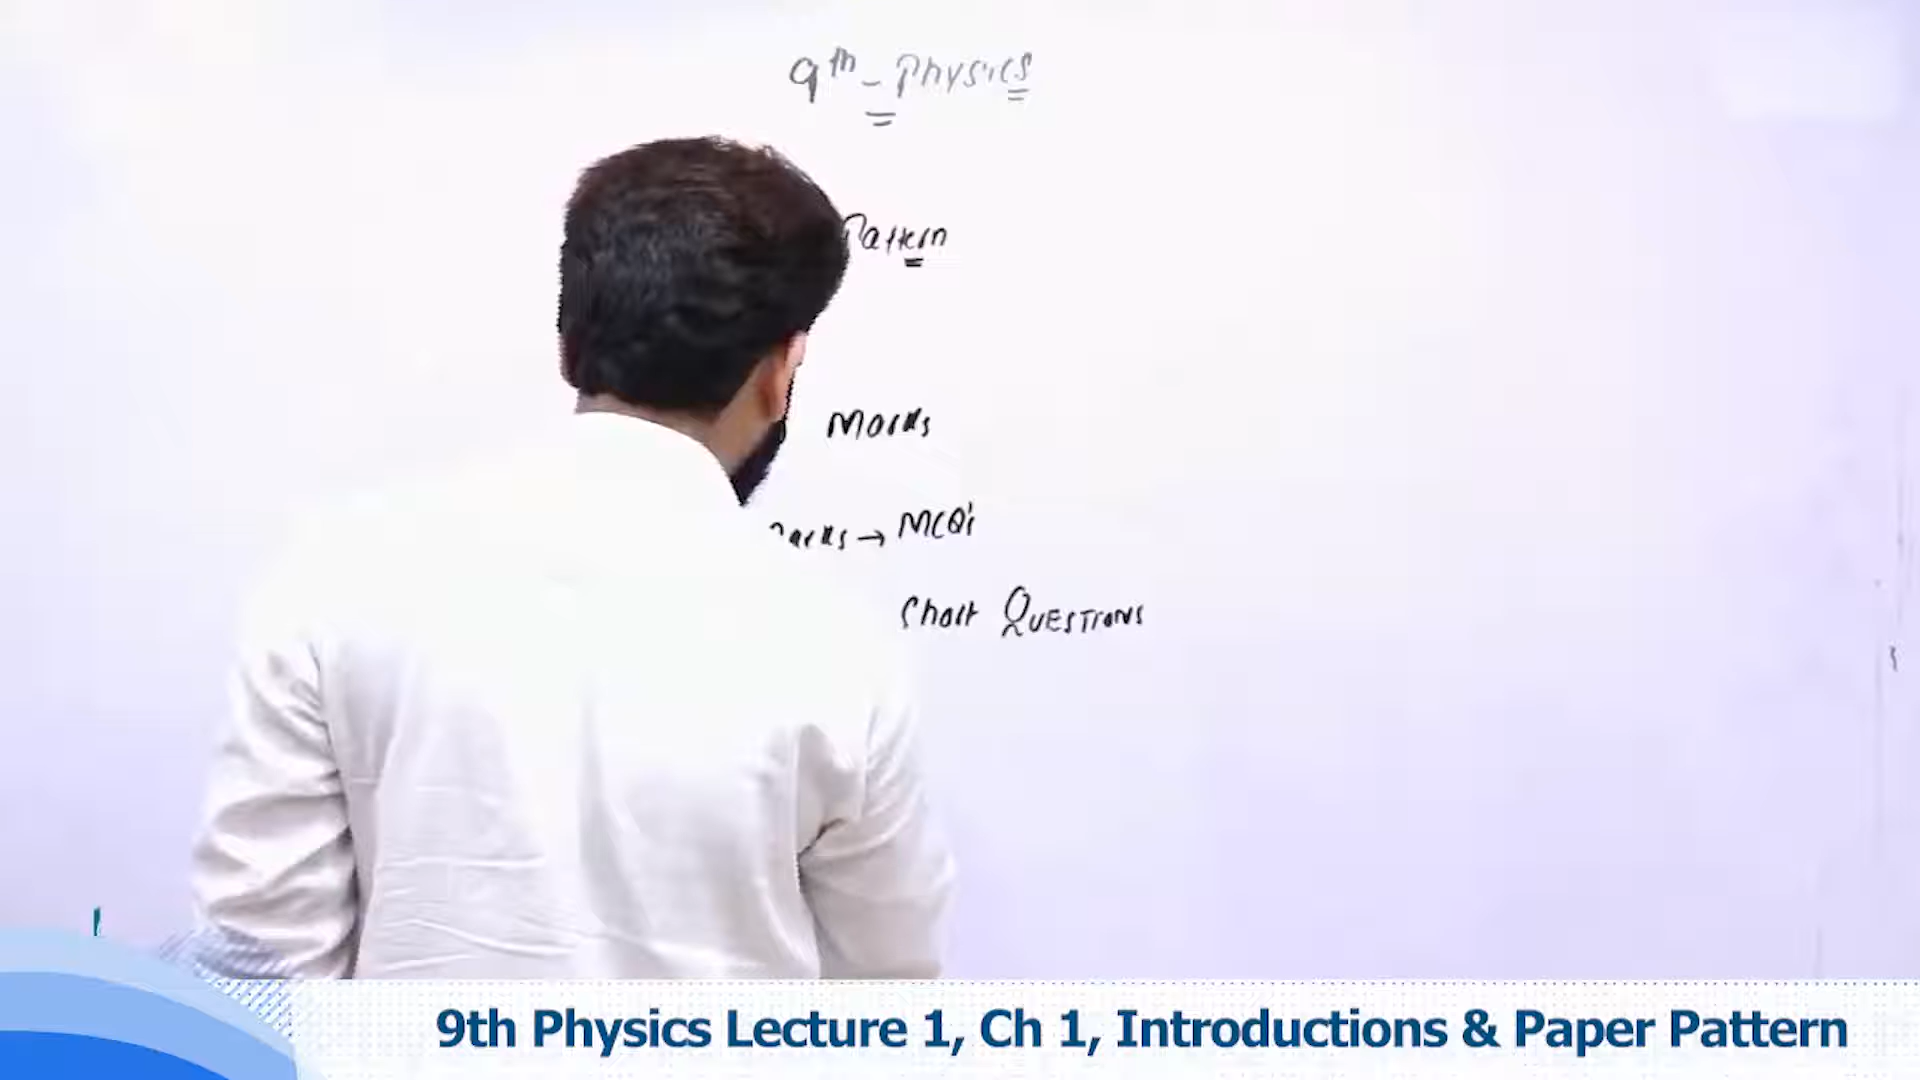 9th - Physics
Pattern
Marks
→ MCQ's
Short QUESTIONS
9th Physics Lecture 1, Ch 1, Introductions & Paper Pattern